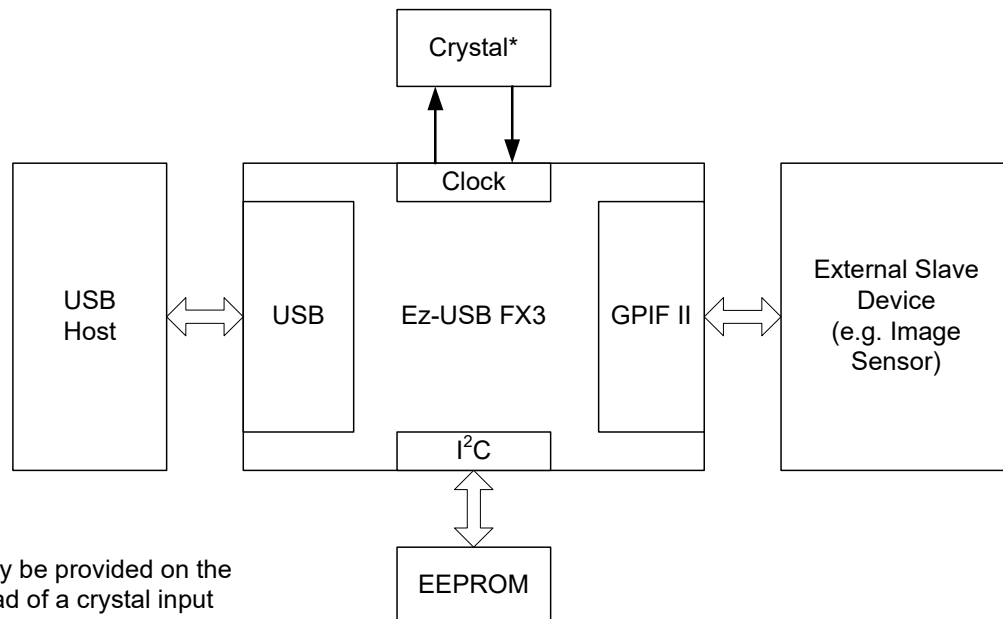 Crystal*
Clock
USB
Host
USB
Ez-USB FX3
GPIF II
External Slave
Device
(e.g. Image
Sensor)
I²C
EEPROM
y be provided on the
ad of a crystal input